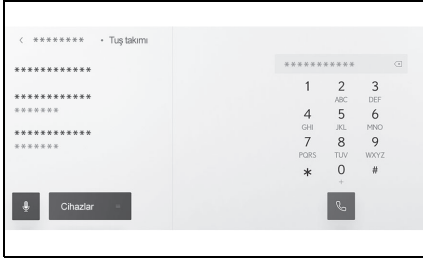 < ******** • Tuş takımı
************
************
*******
************
*******
Cihazlar
***********
1 2 3
ABC DEF
4 5 6
GHI JKL MNO
7 8 9
PQRS TUV WXYZ
* 0 #
+